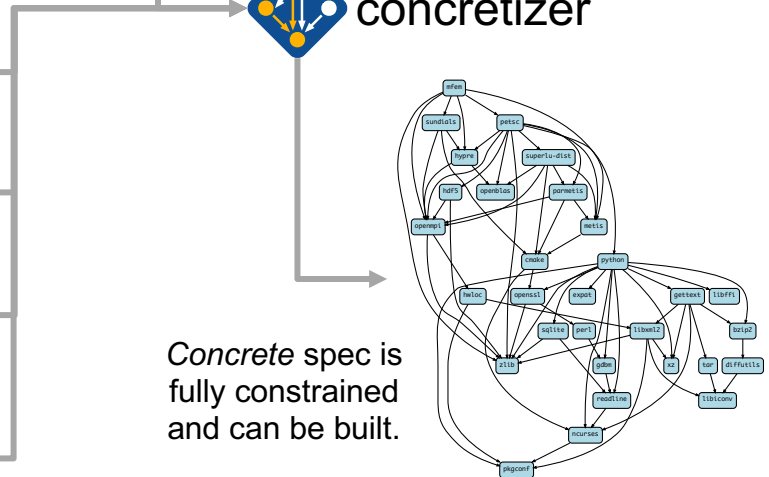 concretizer
mfem
sundials
petsc
hypre
superlu-dist
hdf5
openblas
parmetis
openmpi
metis
cmake
python
hwloc
openssl
expat
gettext
libffi
sqlite
perl
libxml2
bzip2
zlib
gdbm
xz
tar
diffutils
readline
libiconv
ncurses
pkgconf
Concrete spec is
fully constrained
and can be built.